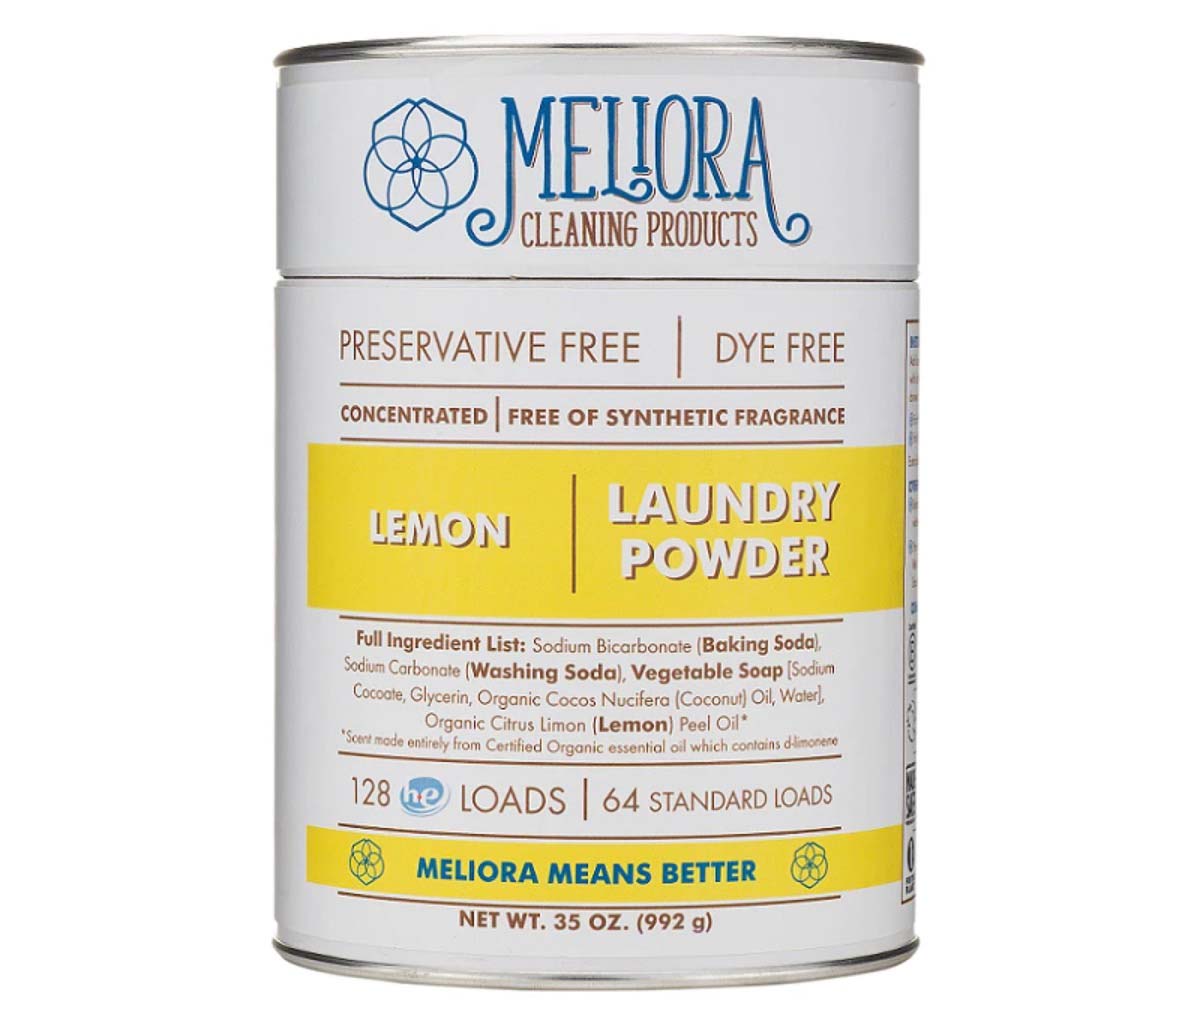 MELIORA
CLEANING PRODUCTS
PRESERVATIVE FREE | DYE FREE
CONCENTRATED | FREE OF SYNTHETIC FRAGRANCE
LEMON | LAUNDRY POWDER
Full Ingredient List: Sodium Bicarbonate (Baking Soda),
Sodium Carbonate (Washing Soda), Vegetable Soap [Sodium
Cocoate, Glycerin, Organic Cocos Nucifera (Coconut) Oil, Water],
Organic Citrus Limon (Lemon) Peel Oil*
*Scent made entirely from Certified Organic essential oil which contains d-limonene
128 he LOADS | 64 STANDARD LOADS
MELIORA MEANS BETTER
NET WT. 35 OZ. (992 g)